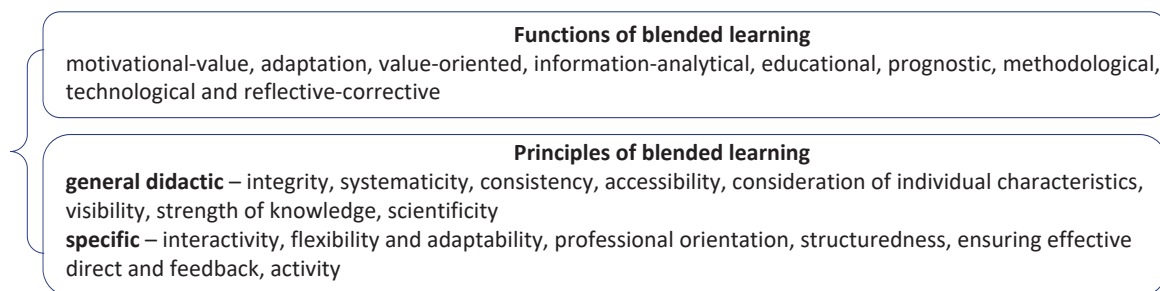 Functions of blended learning
motivational-value, adaptation, value-oriented, information-analytical, educational, prognostic, methodological,
technological and reflective-corrective
Principles of blended learning
general didactic – integrity, systematicity, consistency, accessibility, consideration of individual characteristics,
visibility, strength of knowledge, scientificity
specific – interactivity, flexibility and adaptability, professional orientation, structuredness, ensuring effective
direct and feedback, activity